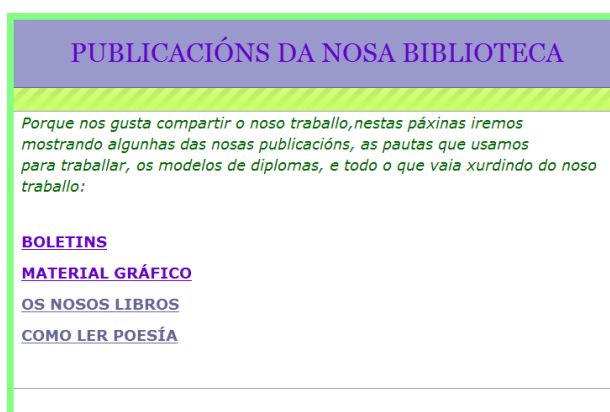 PUBLICACIÓNS DA NOSA BIBLIOTECA
Porque nos gusta compartir o noso traballo,nestas páxinas iremos
mostrando algunhas das nosas publicacións, as pautas que usamos
para traballar, os modelos de diplomas, e todo o que vaia xurdindo do noso
traballo:
BOLETINS
MATERIAL GRÁFICO
OS NOSOS LIBROS
COMO LER POESÍA